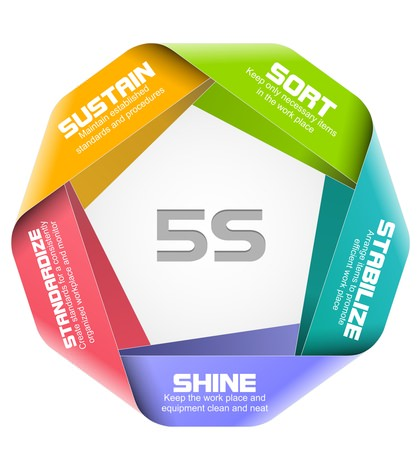 SUSTAIN
Maintain established
standards and procedures
SORT
Keep only necessary items
in the work place
STABILIZE
Arrange items to promote
efficient work place
SHINE
Keep the work place and
equipment clean and neat
STANDARDIZE
Create standards for a consistently
organized workplace and monitor
5S